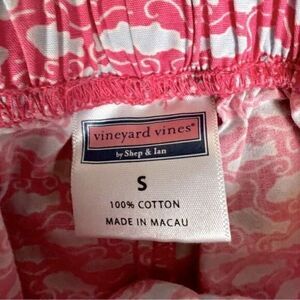 vineyard vines®
by Shep & Ian
S
100% COTTON
MADE IN MACAU